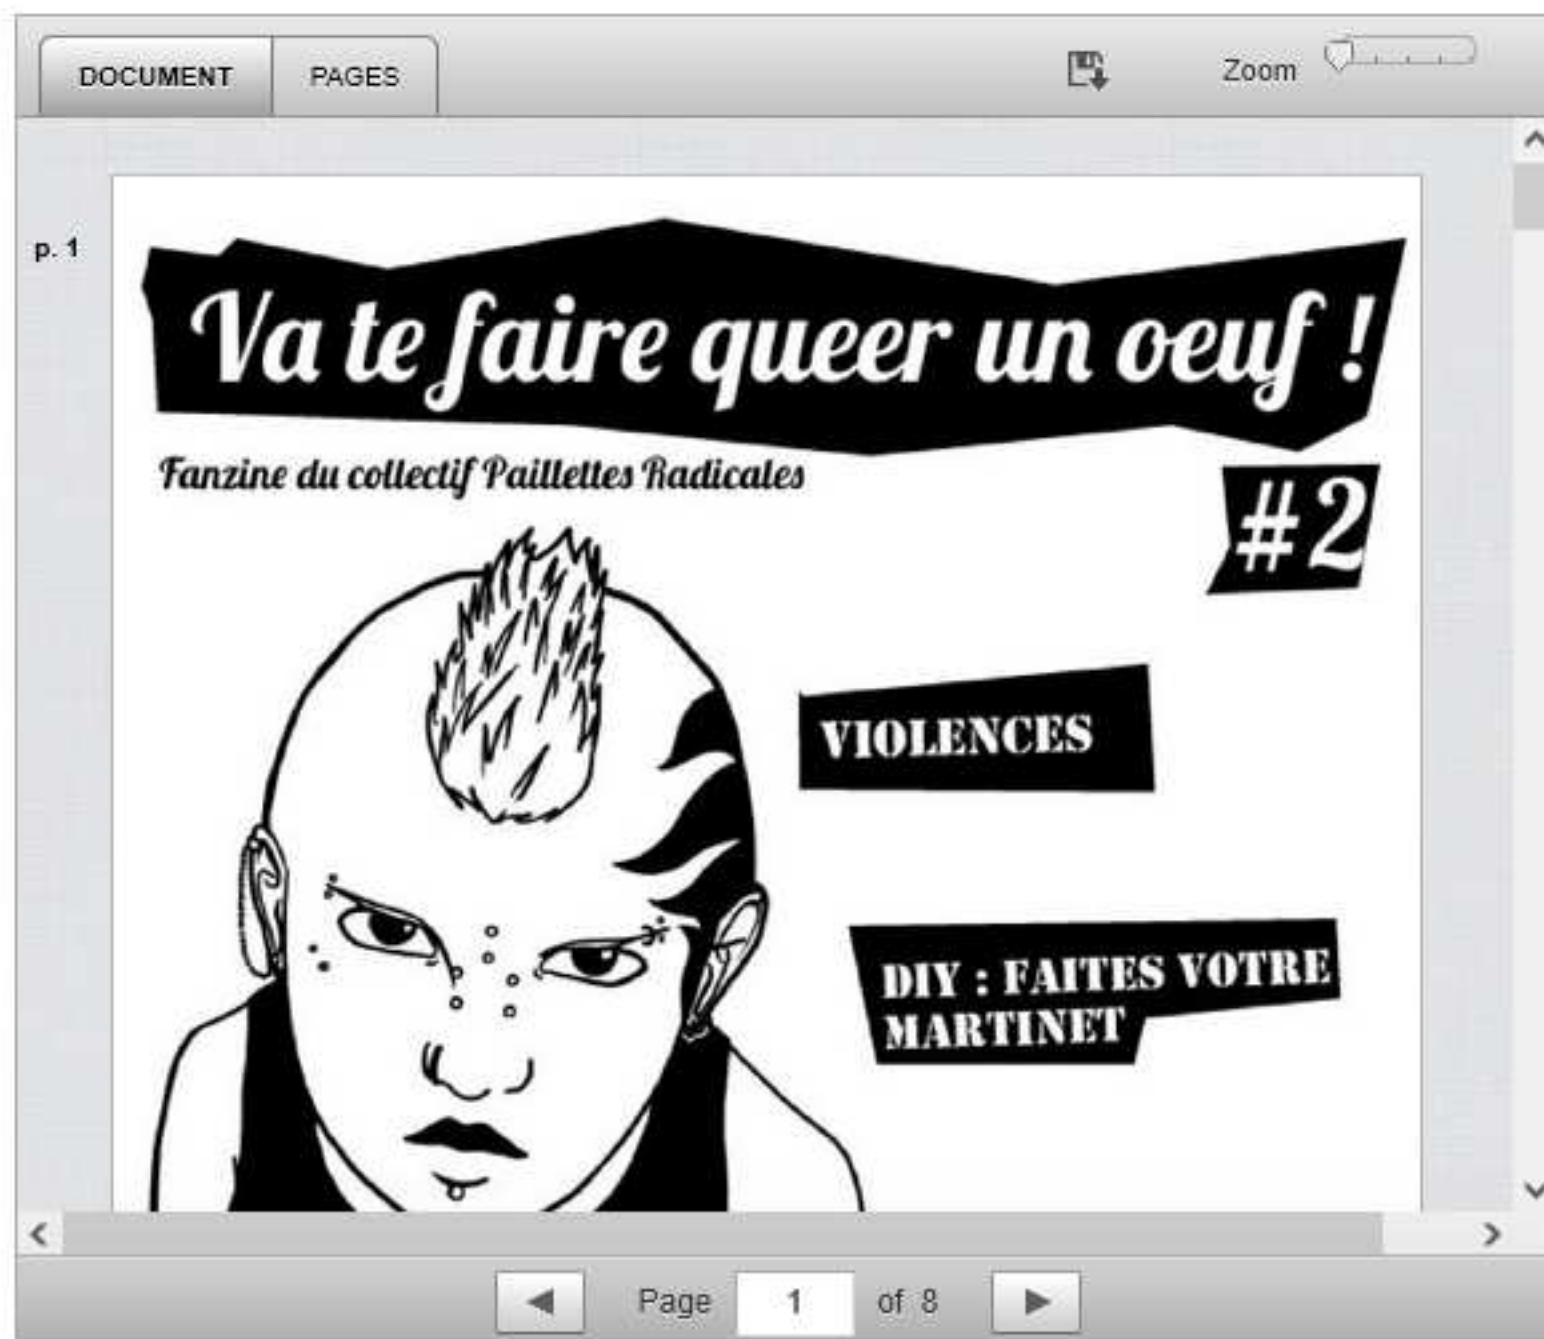 DOCUMENT PAGES Zoom
p. 1
Va te faire queer un oeuf !
Fanzine du collectif Paillettes Radicales
#2
VIOLENCES
DIY : FAITES VOTRE
MARTINET
Page 1 of 8